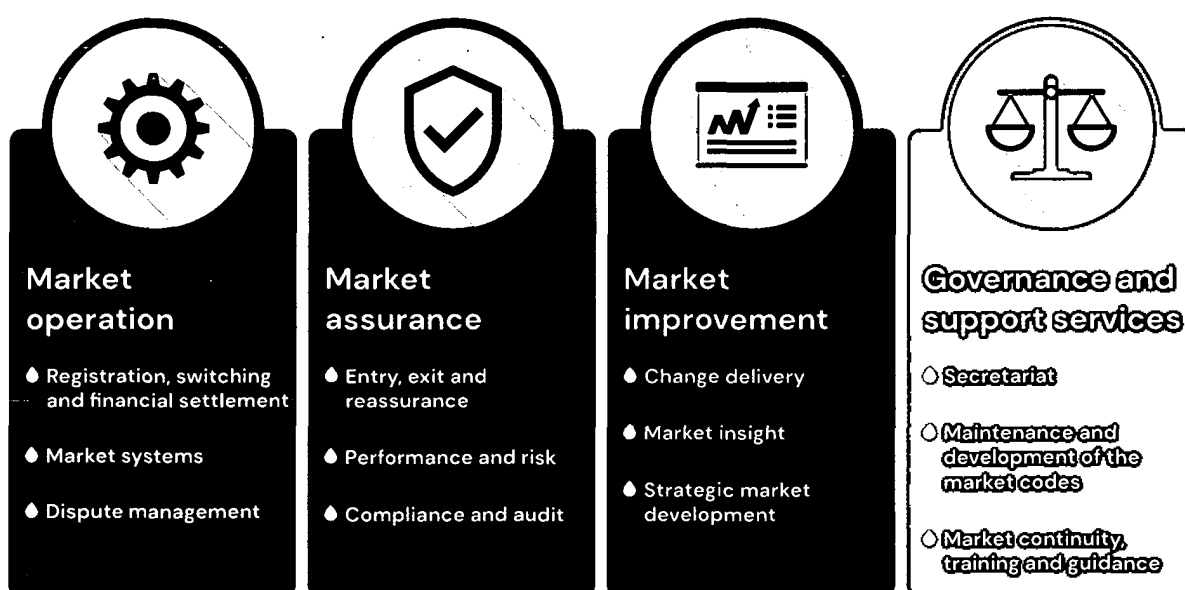 Market
operation
Registration, switching
and financial settlement
Market systems
Dispute management
Market
assurance
Entry, exit and
reassurance
Performance and risk
Compliance and audit
Market
improvement
Change delivery
Market insight
Strategic market
development
Governance and
support services
Secretariat
Maintenance and
development of the
market codes
Market continuity,
training and guidance